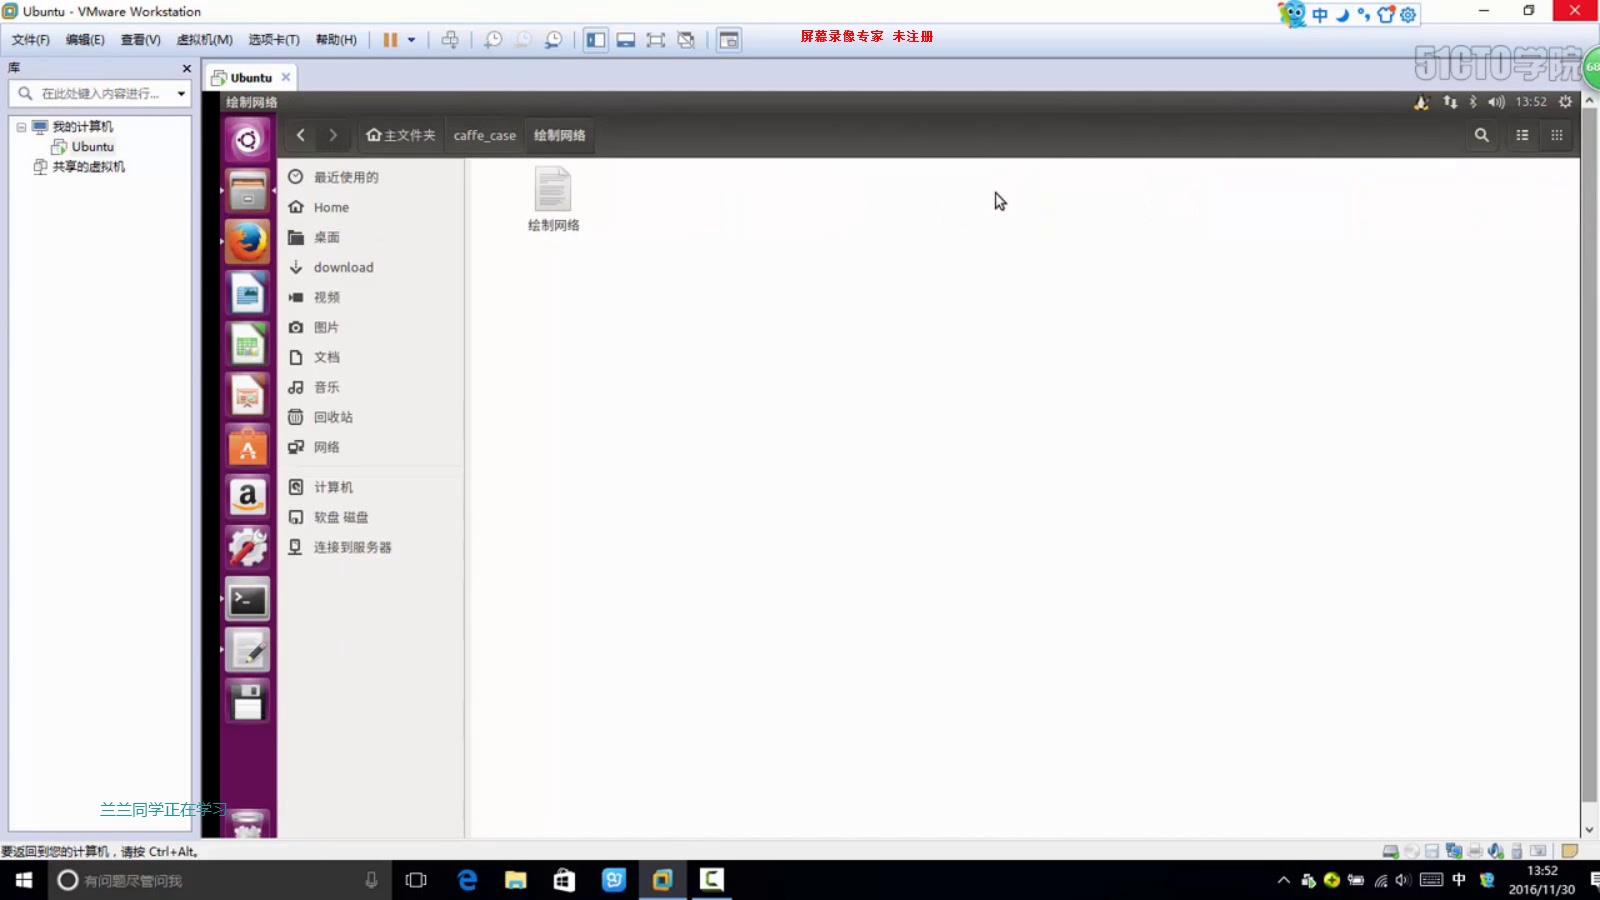 Ubuntu - VMware Workstation
中
文件(F) 编辑(E) 查看(V) 虚拟机(M) 选项卡(T) 帮助(H)
屏幕录像专家 未注册
51CTO学院
68
库
Ubuntu
在此处键入内容进行...
我的计算机
Ubuntu
共享的虚拟机
绘制网络
13:52
主文件夹 caffe_case 绘制网络
最近使用的
Home
桌面
download
视频
图片
文档
音乐
回收站
网络
计算机
软盘 磁盘
连接到服务器
绘制网络
兰兰同学正在学习
要返回到您的计算机，请按 Ctrl+Alt。
有问题尽管问我
中
13:52
2016/11/30